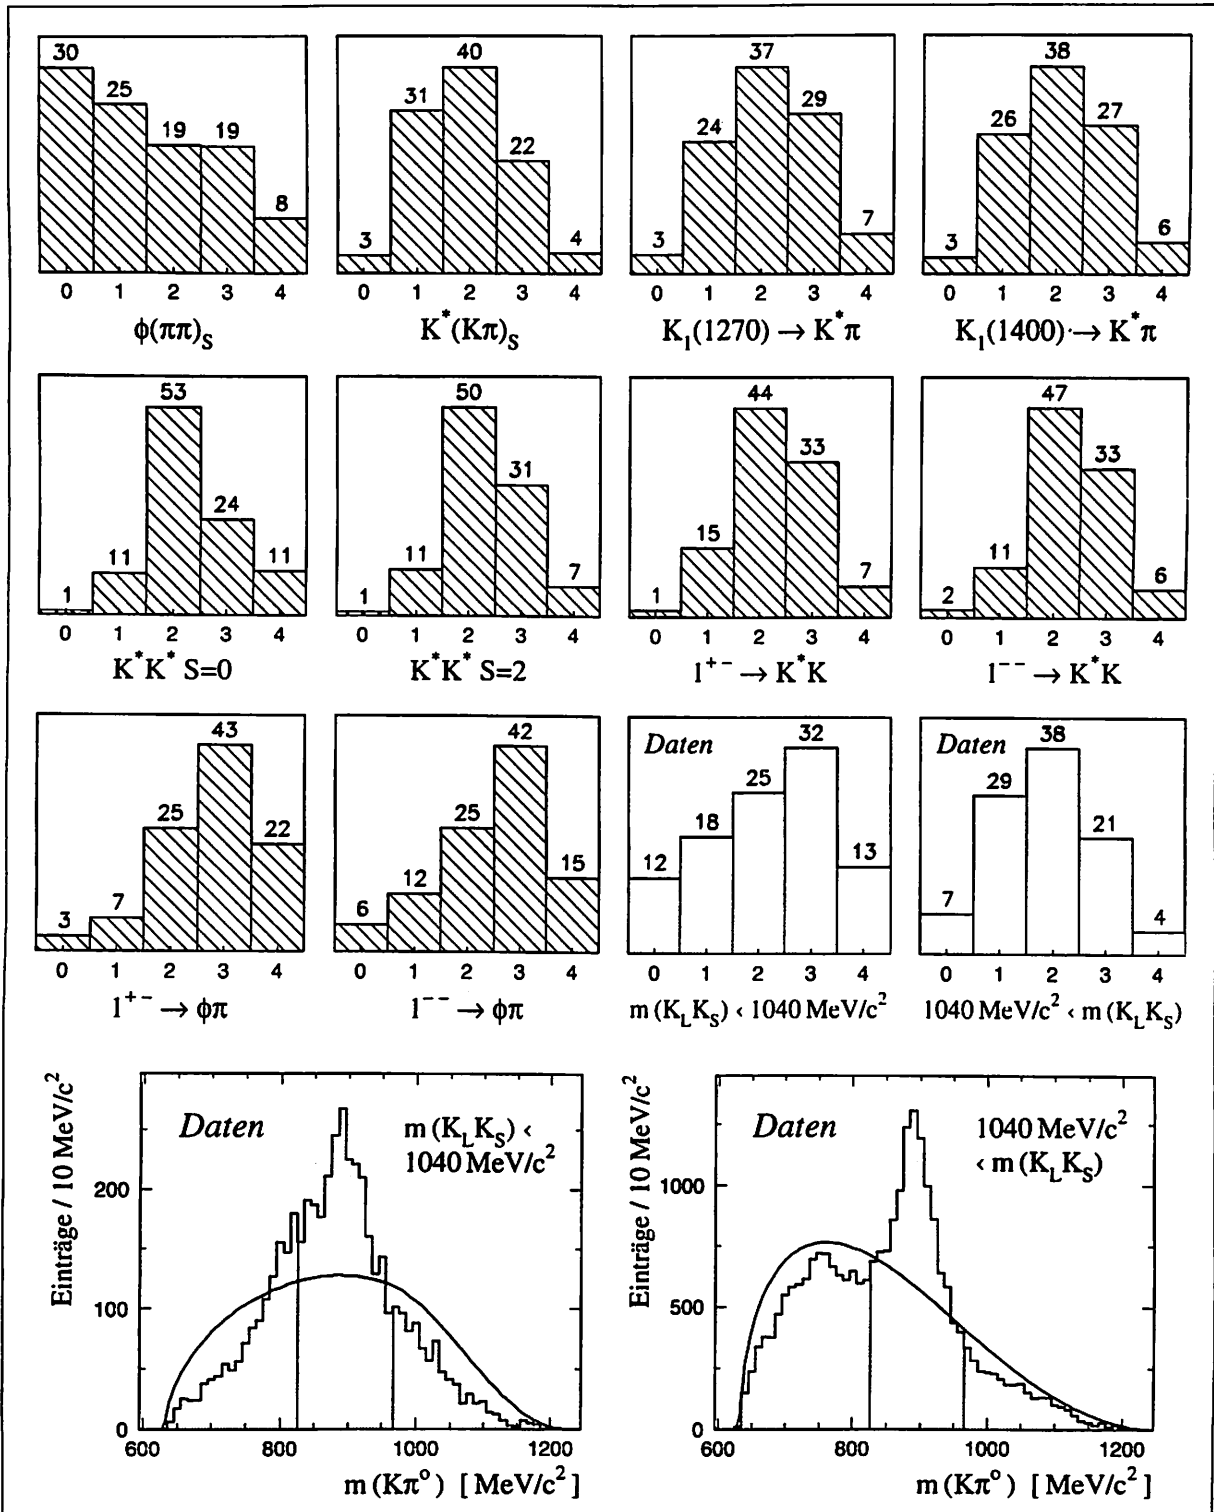 30 25 19 19 8
0 1 2 3 4
ϕ(ππ)S
3 31 40 22 4
0 1 2 3 4
K*(Kπ)S
3 24 37 29 7
0 1 2 3 4
K1(1270) → K*π
3 26 38 27 6
0 1 2 3 4
K1(1400) → K*π
1 11 53 24 11
0 1 2 3 4
K*K* S=0
1 11 50 31 7
0 1 2 3 4
K*K* S=2
1 15 44 33 7
0 1 2 3 4
1+- → K*K
2 11 47 33 6
0 1 2 3 4
1-- → K*K
3 7 25 43 22
0 1 2 3 4
1+- → ϕπ
6 12 25 42 15
0 1 2 3 4
1-- → ϕπ
Daten
12 18 25 32 13
0 1 2 3 4
m(KLKS) < 1040 MeV/c2
Daten
7 29 38 21 4
0 1 2 3 4
1040 MeV/c2 < m(KLKS)
Einträge / 10 MeV/c2
Daten
m(KLKS) <
1040 MeV/c2
200
100
0
600 800 1000 1200
m(Kπo) [MeV/c2]
Einträge / 10 MeV/c2
Daten
1040 MeV/c2
< m(KLKS)
1000
500
0
600 800 1000 1200
m(Kπo) [MeV/c2]